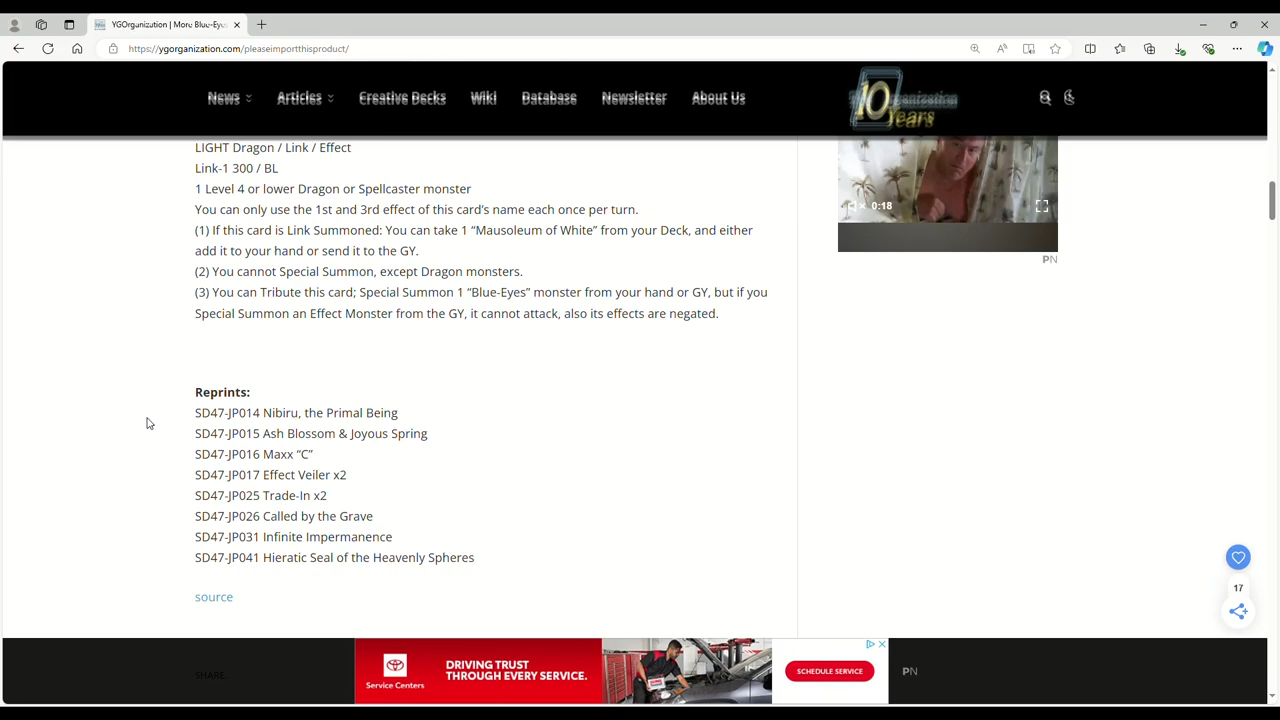 YGOrganization | More Blue-Eyes
https://ygorganization.com/pleaseimportthisproduct/
News
Articles
Creative Decks
Wiki
Database
Newsletter
About Us
10 Years
LIGHT Dragon / Link / Effect
Link-1 300 / BL
1 Level 4 or lower Dragon or Spellcaster monster
You can only use the 1st and 3rd effect of this card’s name each once per turn.
(1) If this card is Link Summoned: You can take 1 “Mausoleum of White” from your Deck, and either
add it to your hand or send it to the GY.
(2) You cannot Special Summon, except Dragon monsters.
(3) You can Tribute this card; Special Summon 1 “Blue-Eyes” monster from your hand or GY, but if you
Special Summon an Effect Monster from the GY, it cannot attack, also its effects are negated.
0:18
PN
Reprints:
SD47-JP014 Nibiru, the Primal Being
SD47-JP015 Ash Blossom & Joyous Spring
SD47-JP016 Maxx “C”
SD47-JP017 Effect Veiler x2
SD47-JP025 Trade-In x2
SD47-JP026 Called by the Grave
SD47-JP031 Infinite Impermanence
SD47-JP041 Hieratic Seal of the Heavenly Spheres
source
17
SHARE.
Service Centers
DRIVING TRUST
THROUGH EVERY SERVICE.
SCHEDULE SERVICE
PN